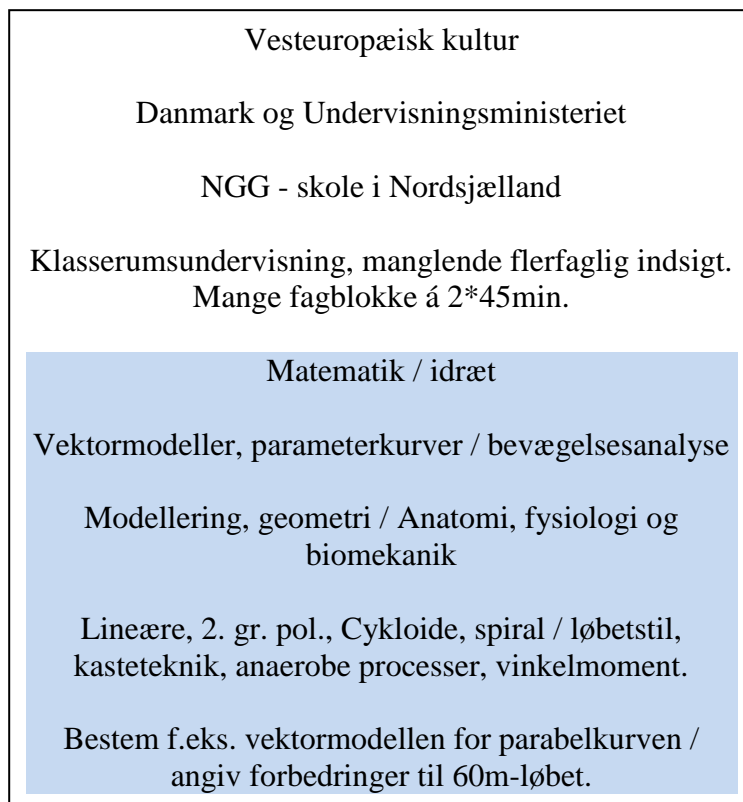 Vesteuropæisk kultur
Danmark og Undervisningsministeriet
NGG - skole i Nordsjælland
Klasserumsundervisning, manglende flerfaglig indsigt.
Mange fagblokke á 2*45min.
Matematik / idræt
Vektormodeller, parameterkurver / bevægelsesanalyse
Modellering, geometri / Anatomi, fysiologi og
biomekanik
Lineære, 2. gr. pol., Cykloide, spiral / løbetstil,
kasteteknik, anaerobe processer, vinkelmoment.
Bestem f.eks. vektormodellen for parabelkurven /
angiv forbedringer til 60m-løbet.